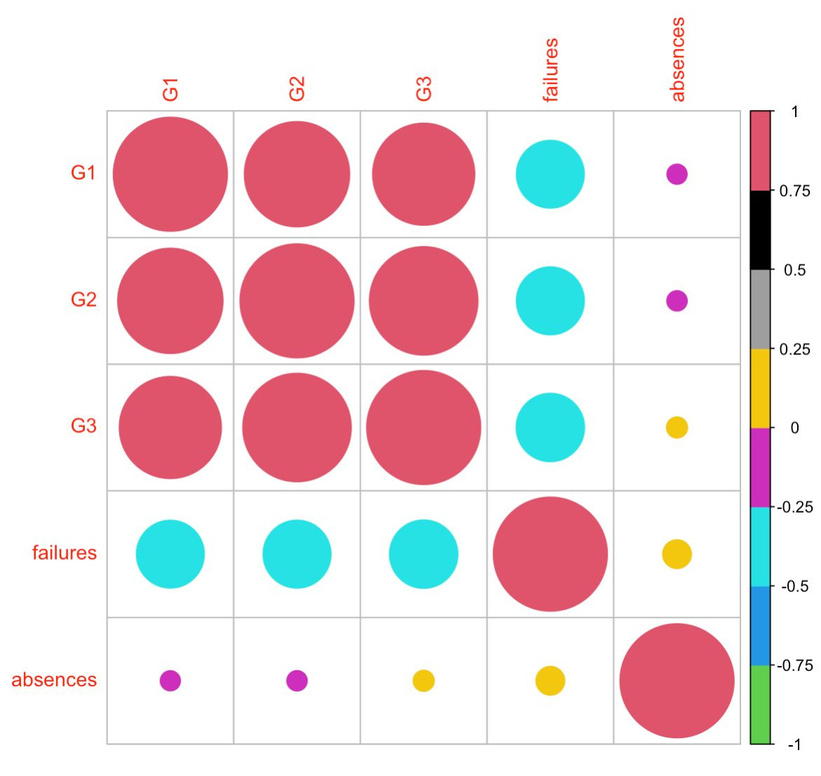 G1 G2 G3 failures absences
G1
G2
G3
failures
absences
1
0.75
0.5
0.25
0
-0.25
-0.5
-0.75
-1